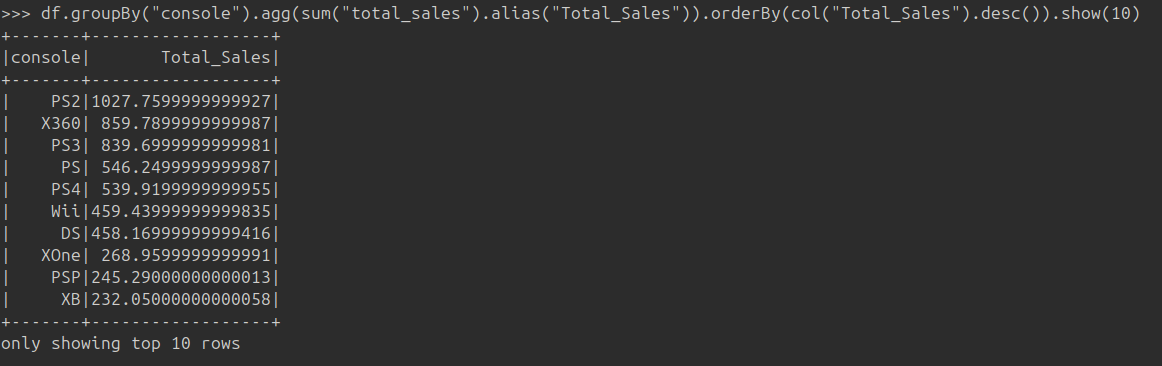 >>> df.groupBy("console").agg(sum("total_sales").alias("Total_Sales")).orderBy(col("Total_Sales").desc()).show(10)
+-------+------------------+
|console|       Total_Sales|
+-------+------------------+
|    PS2|1027.7599999999927|
|   X360| 859.7899999999987|
|    PS3| 839.6999999999981|
|     PS| 546.2499999999987|
|    PS4| 539.9199999999955|
|    Wii|459.43999999999835|
|     DS|458.16999999999416|
|   XOne| 268.9599999999991|
|    PSP|245.29000000000013|
|     XB|232.05000000000058|
+-------+------------------+
only showing top 10 rows